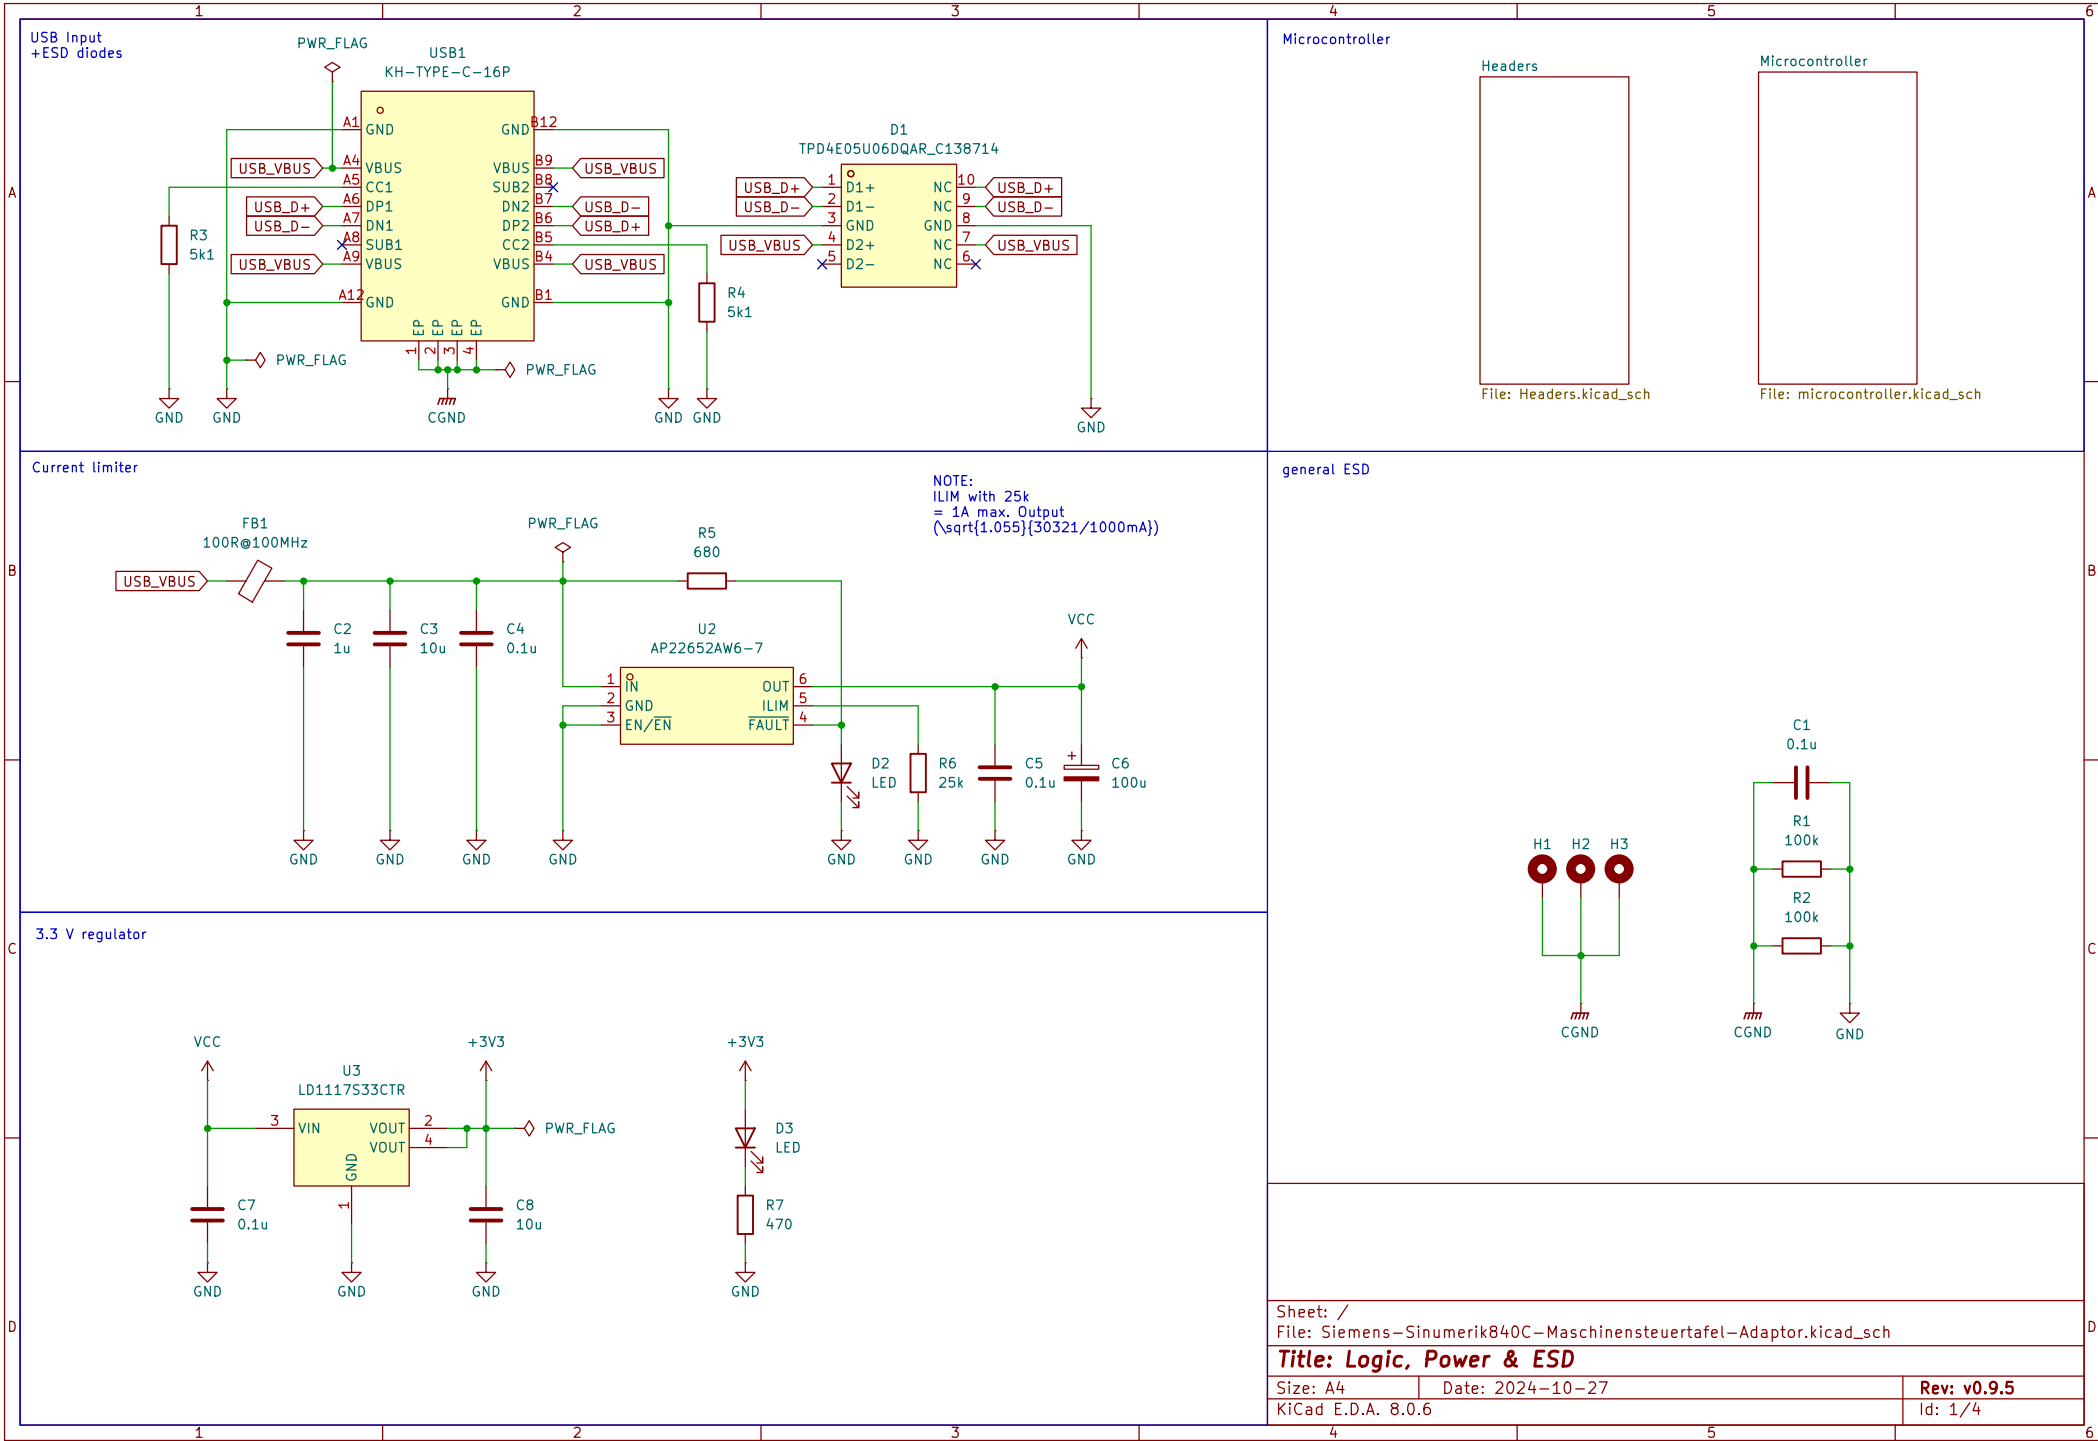 1 2 3 4 5 6
A
B
C
D
A
B
C
D
1 2 3 4 5 6
USB Input
+ESD diodes
PWR_FLAG
USB1
KH-TYPE-C-16P
A1 GND
A4 VBUS
A5 CC1
A6 DP1
A7 DN1
A8 SUB1
A9 VBUS
A12 GND
GND B12
VBUS B9
SUB2 B8
DN2 B7
DP2 B6
CC2 B5
VBUS B4
GND B1
EP EP EP EP
1 2 3 4
USB_VBUS
USB_D+
USB_D-
USB_VBUS
USB_VBUS
USB_D-
USB_D+
USB_VBUS
R3
5k1
R4
5k1
PWR_FLAG
PWR_FLAG
GND
GND
CGND
GND
GND
D1
TPD4E05U06DQAR_C138714
USB_D+ 1 D1+ NC 10 USB_D+
USB_D- 2 D1- NC 9 USB_D-
3 GND GND 8
USB_VBUS 4 D2+ NC 7 USB_VBUS
5 D2- NC 6
GND
Microcontroller
Headers
File: Headers.kicad_sch
Microcontroller
File: microcontroller.kicad_sch
Current limiter
NOTE:
ILIM with 25k
= 1A max. Output
(\sqrt{1.055}{30321/1000mA})
FB1
100R@100MHz
USB_VBUS
PWR_FLAG
R5
680
C2
1u
C3
10u
C4
0.1u
U2
AP22652AW6-7
1 IN OUT 6
2 GND ILIM 5
3 EN/EN FAULT 4
VCC
D2
LED
R6
25k
C5
0.1u
+
C6
100u
GND
GND
GND
GND
GND
GND
GND
GND
general ESD
H1 H2 H3
CGND
C1
0.1u
R1
100k
R2
100k
CGND
GND
3.3 V regulator
VCC
U3
LD1117S33CTR
3 VIN VOUT 2
VOUT 4
GND
1
+3V3
PWR_FLAG
C7
0.1u
C8
10u
GND
GND
GND
+3V3
D3
LED
R7
470
GND
Sheet: /
File: Siemens-Sinumerik840C-Maschinensteuertafel-Adaptor.kicad_sch
Title: Logic, Power & ESD
Size: A4 Date: 2024-10-27 Rev: v0.9.5
KiCad E.D.A. 8.0.6 Id: 1/4